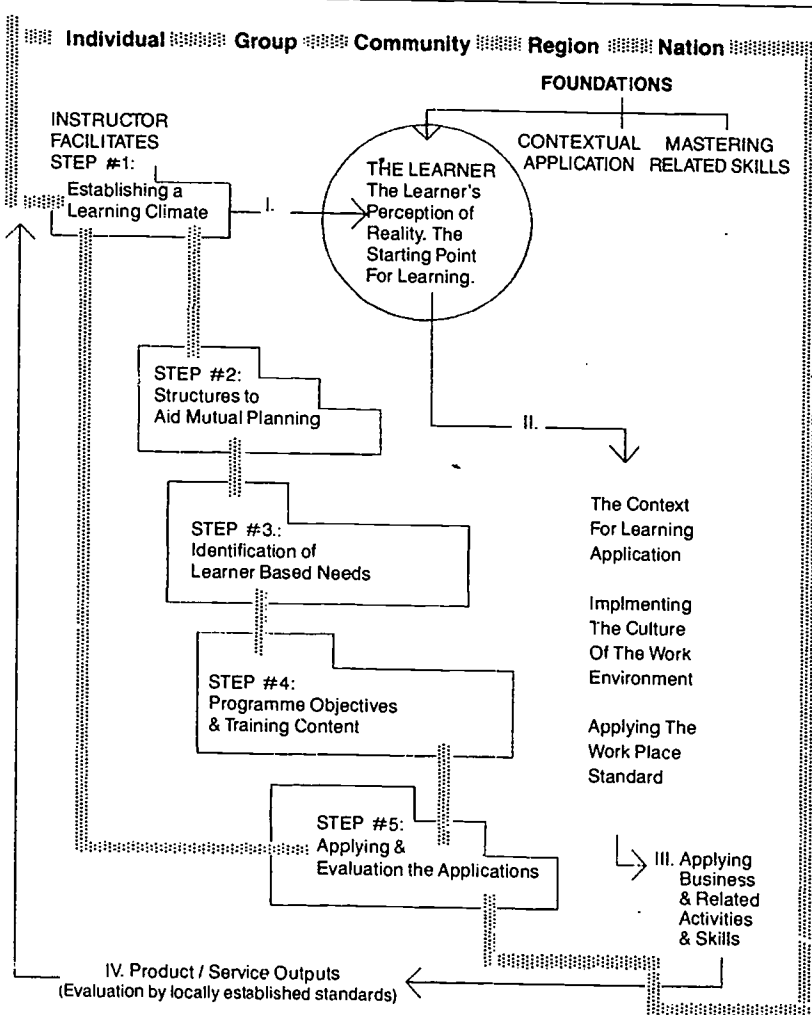 Individual Group Community Region Nation
FOUNDATIONS
INSTRUCTOR
FACILITATES
STEP #1:
Establishing a
Learning Climate
I.
THE LEARNER
The Learner's
Perception of
Reality. The
Starting Point
For Learning.
CONTEXTUAL
APPLICATION
MASTERING
RELATED SKILLS
STEP #2:
Structures to
Aid Mutual Planning
II.
STEP #3.:
Identification of
Learner Based Needs
STEP #4:
Programme Objectives
& Training Content
STEP #5:
Applying &
Evaluation the Applications
The Context
For Learning
Application
Implmenting
The Culture
Of The Work
Environment
Applying The
Work Place
Standard
III. Applying
Business
& Related
Activities
& Skills
IV. Product / Service Outputs
(Evaluation by locally established standards)